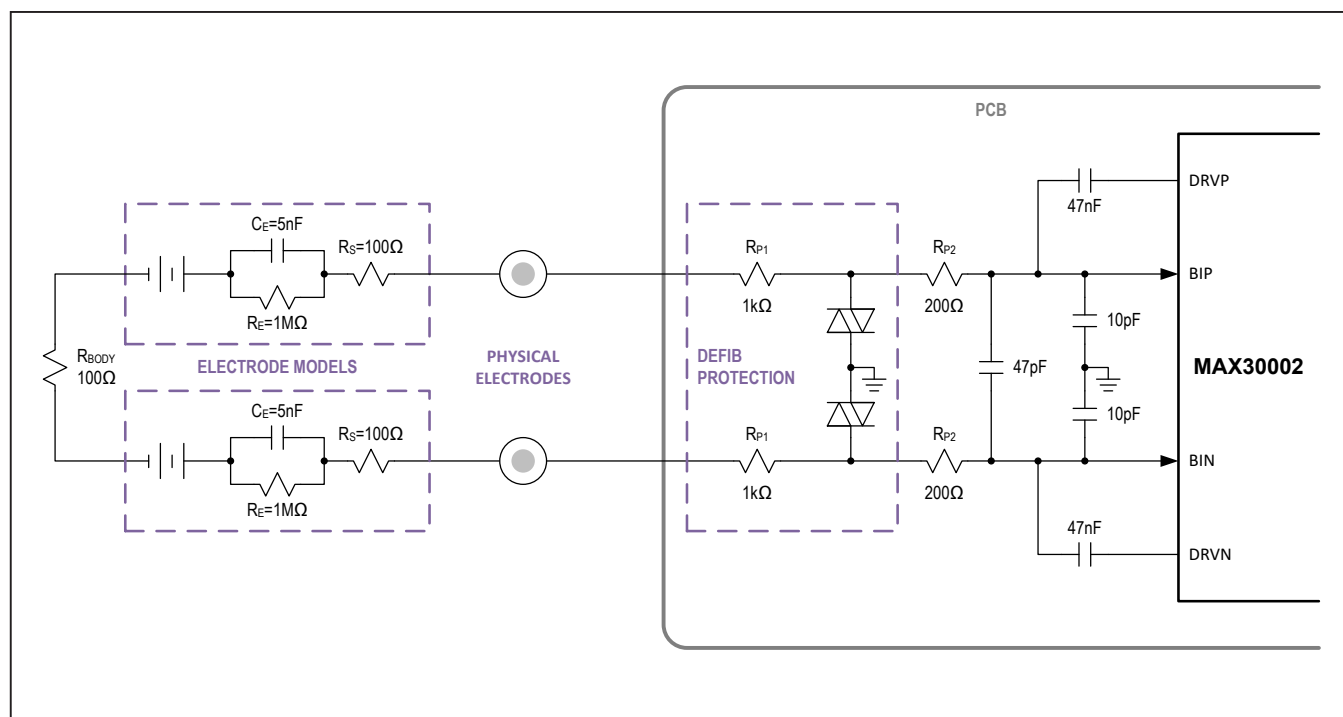 PCB
DRVP
47nF
CE=5nF
RS=100Ω
RE=1MΩ
RP1
1kΩ
RP2
200Ω
BIP
10pF
RBODY
100Ω
ELECTRODE MODELS
PHYSICAL
ELECTRODES
DEFIB
PROTECTION
47pF
MAX30002
10pF
CE=5nF
RS=100Ω
RE=1MΩ
RP1
1kΩ
RP2
200Ω
BIN
47nF
DRVN